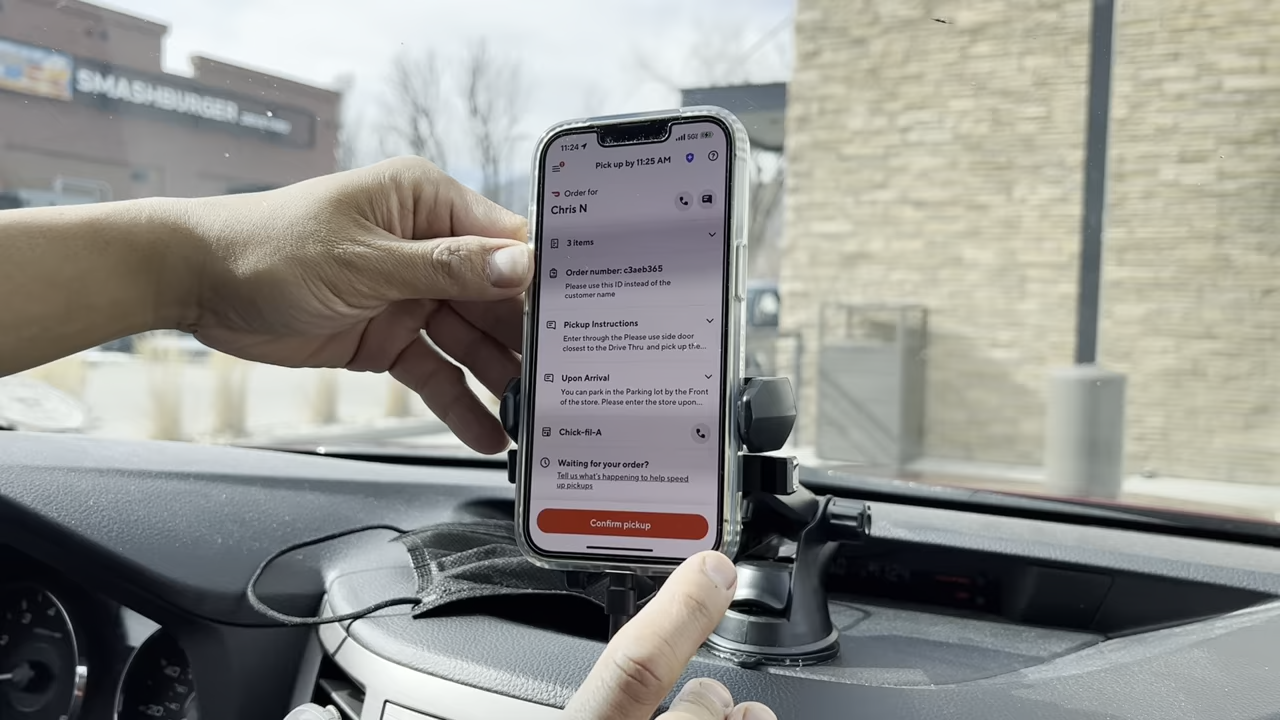 SMASHBURGER
11:24
5G
Pick up by 11:25 AM
Order for
Chris N
3 items
Order number: c3aeb365
Please use this ID instead of the
customer name
Pickup Instructions
Enter through the Please use side door
closest to the Drive Thru and pick up the...
Upon Arrival
You can park in the Parking lot by the Front
of the store. Please enter the store upon...
Chick-fil-A
Waiting for your order?
Tell us what's happening to help speed
up pickups
Confirm pickup